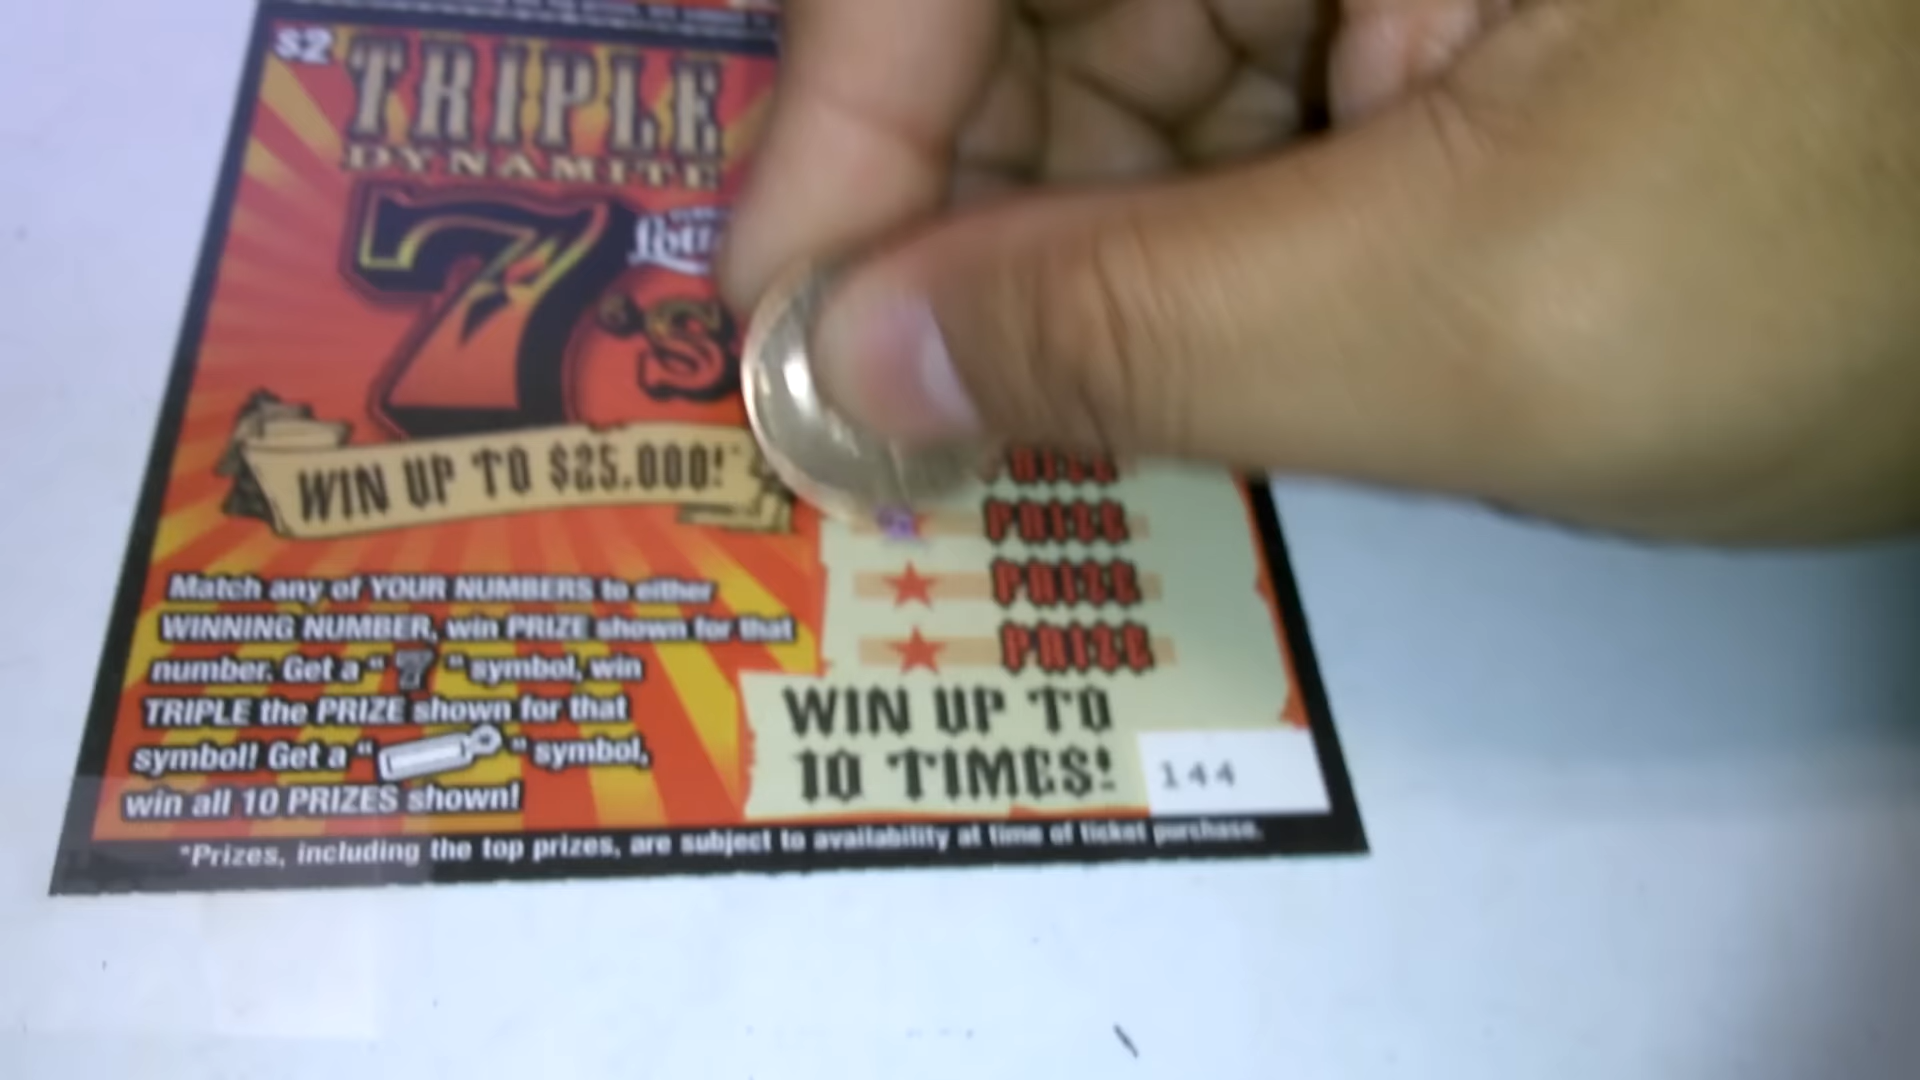 $2
TRIPLE
DYNAMITE
7's
WIN UP TO $25,000!*
Match any of YOUR NUMBERS to either
WINNING NUMBER, win PRIZE shown for that
number. Get a "7" symbol, win
TRIPLE the PRIZE shown for that
symbol! Get a " " symbol,
win all 10 PRIZES shown!
PRIZE
PRIZE
PRIZE
PRIZE
WIN UP TO
10 TIMES!
144
*Prizes, including the top prizes, are subject to availability at time of ticket purchase.